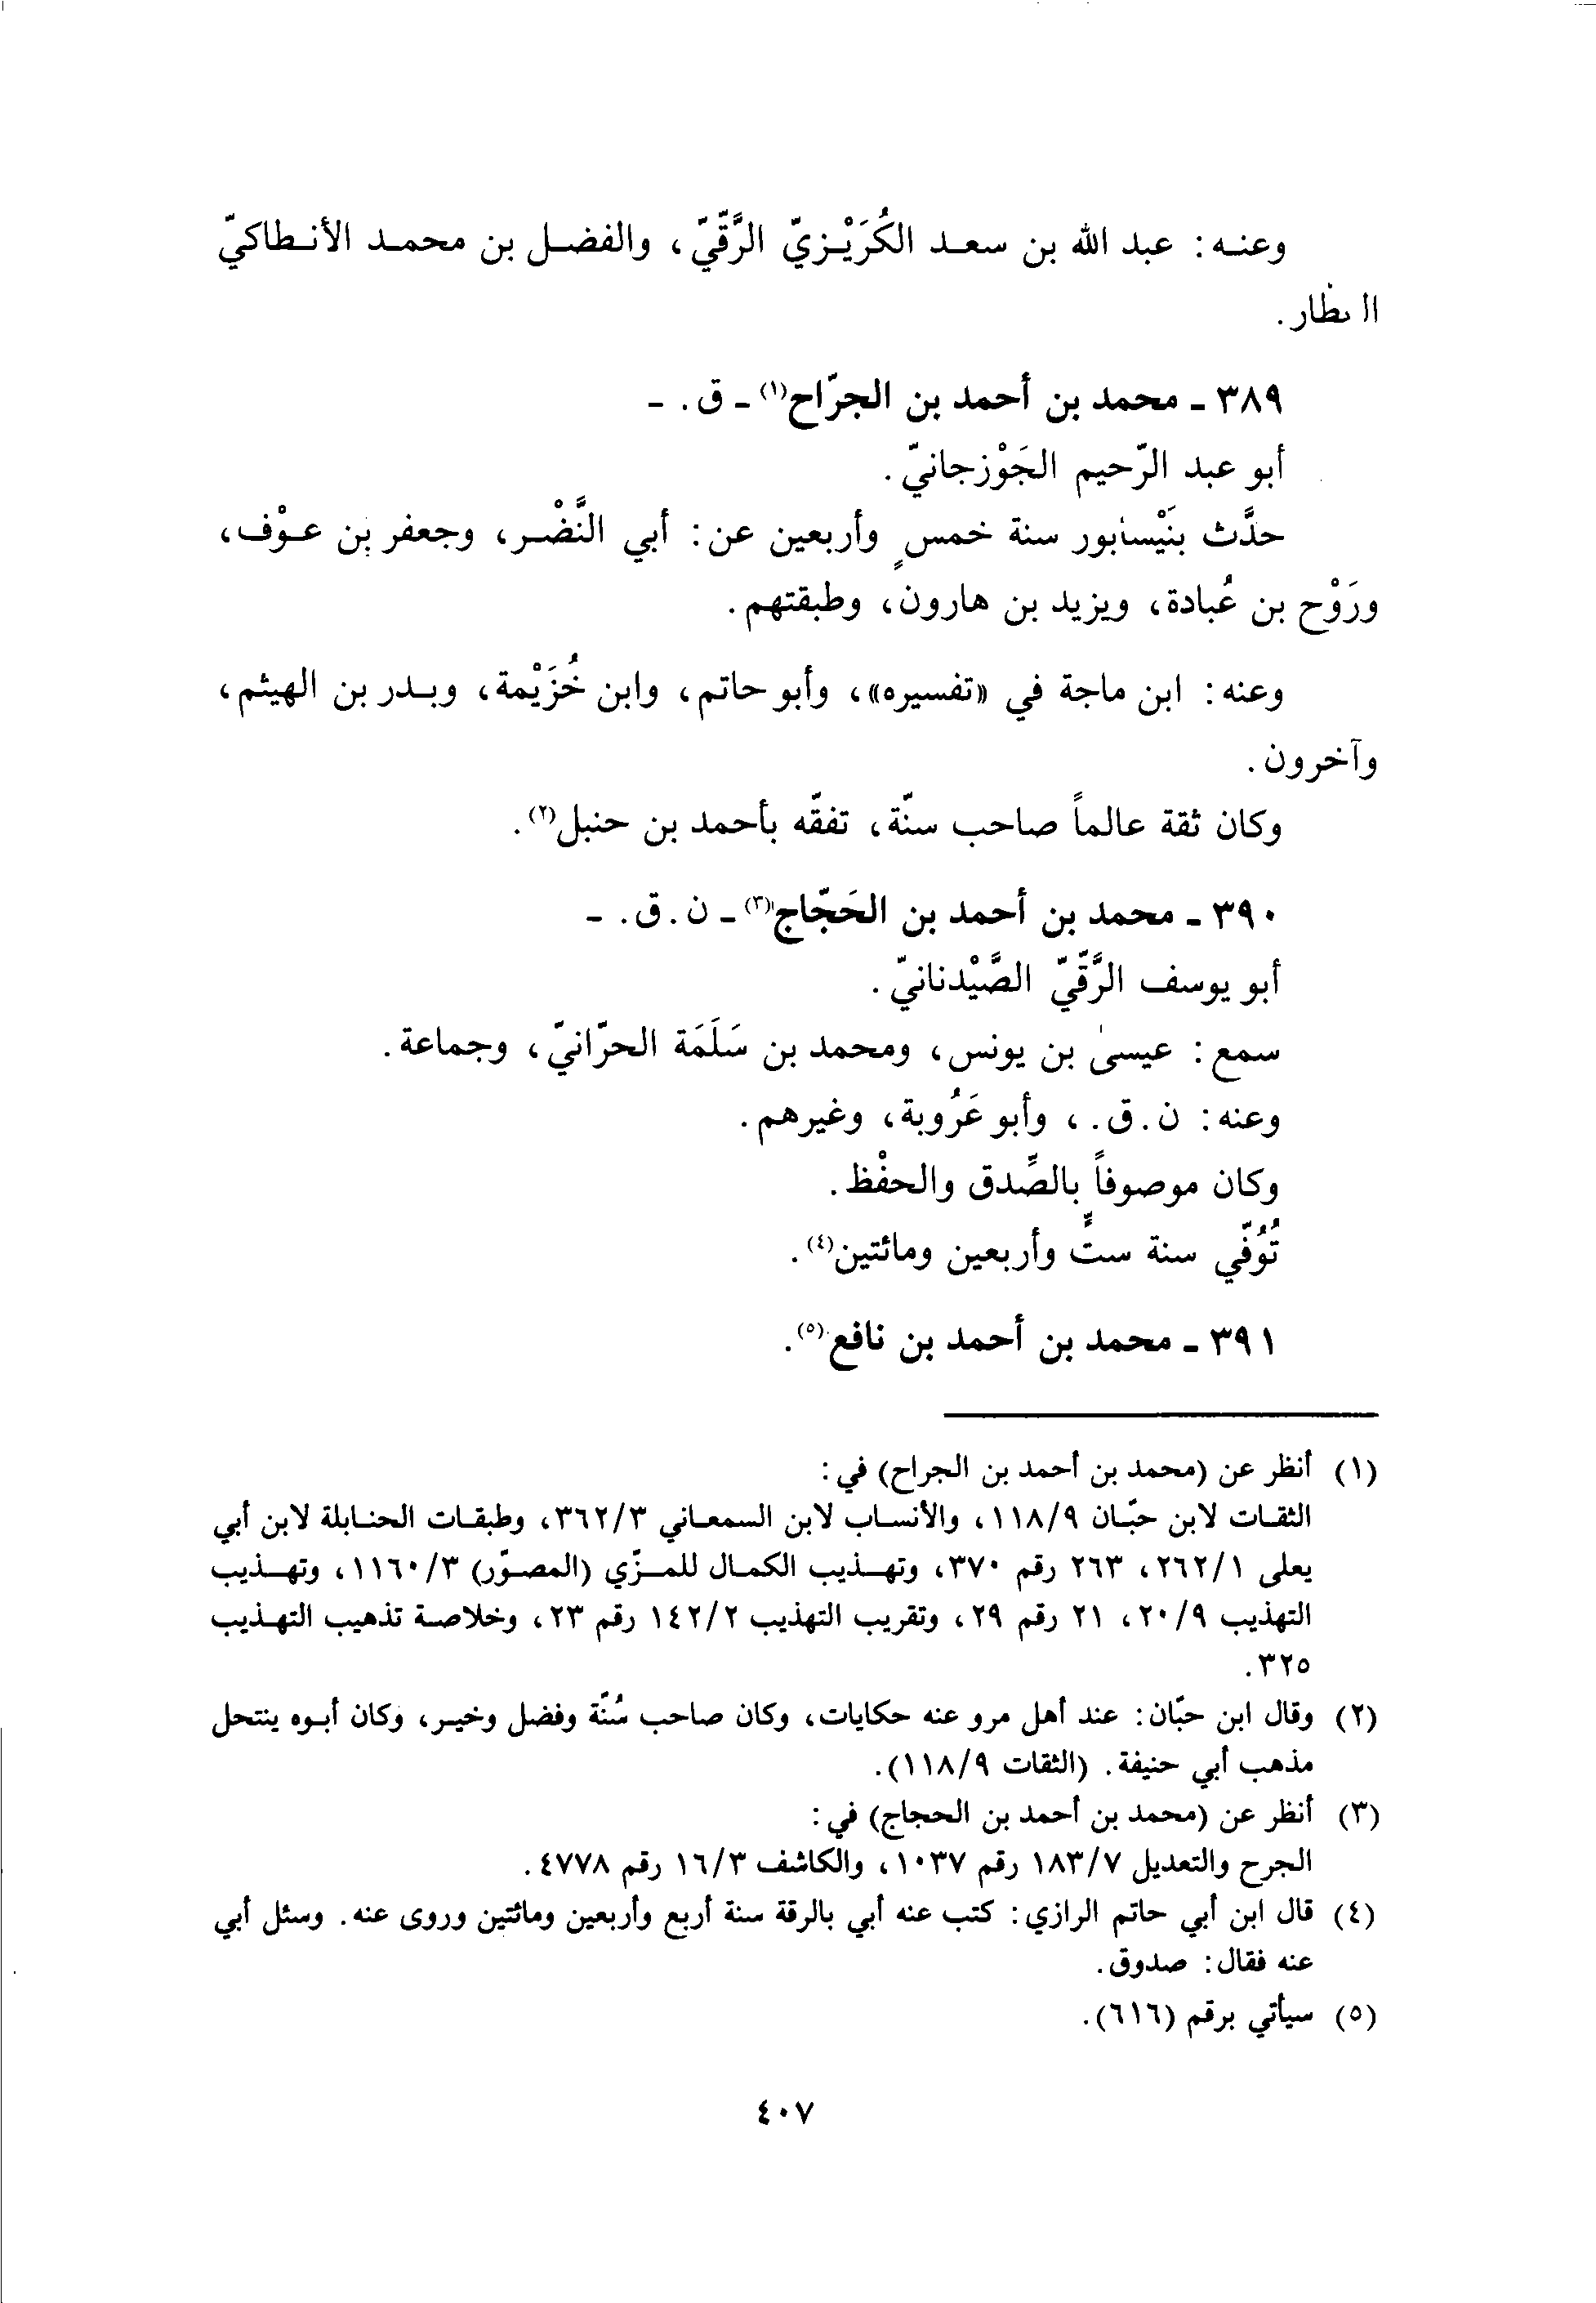 وعنه: عبد الله بن سعد الكُرَيْزيّ الرَّقّيّ، والفضل بن محمد الأنطاكيّ
٣٨٩ - محمد بن أحمد بن الجرّاح(١) - ق. -
أبو عبد الرّحيم الجَوْزجانيّ.
حدَّث بنَيْسابور سنة خمسٍ وأربعين عن: أبي النَّضْر، وجعفر بن عوْف،
ورَوْح بن عُبادة، ويزيد بن هارون، وطبقتهم.
وعنه: ابن ماجة في «تفسيره»، وأبو حاتم، وابن خُزَيْمة، وبدر بن الهيثم،
وآخرون.
وكان ثقة عالماً صاحب سنّة، تفقّه بأحمد بن حنبل(٢).
٣٩٠ - محمد بن أحمد بن الحَجّاج(٣) - ن. ق. -
أبو يوسف الرَّقّيّ الصَّيْدنانيّ.
سمع: عيسىٰ بن يونس، ومحمد بن سَلَمَة الحرّانيّ، وجماعة.
وعنه: ن. ق.، وأبو عَرُوبة، وغيرهم.
وكان موصوفاً بالصِّدق والحفْظ.
تُوُفّي سنة ستٍّ وأربعين ومائتين(٤).
٣٩١ - محمد بن أحمد بن نافع(٥).
(١) أنظر عن (محمد بن أحمد بن الجراح) في:
الثقات لابن حبّان ١١٨/٩، والأنساب لابن السمعاني ٣٦٢/٣، وطبقات الحنابلة لابن أبي
يعلى ٢٦٢/١، ٢٦٣ رقم ٣٧٠، وتهذيب الكمال للمزّي (المصوّر) ١١٦٠/٣، وتهذيب
التهذيب ٢٠/٩، ٢١ رقم ٢٩، وتقريب التهذيب ١٤٢/٢ رقم ٢٣، وخلاصة تذهيب التهذيب
٣٢٥.
(٢) وقال ابن حبّان: عند أهل مرو عنه حكايات، وكان صاحب سُنّة وفضل وخير، وكان أبوه ينتحل
مذهب أبي حنيفة. (الثقات ١١٨/٩).
(٣) أنظر عن (محمد بن أحمد بن الحجاج) في:
الجرح والتعديل ١٨٣/٧ رقم ١٠٣٧، والكاشف ١٦/٣ رقم ٤٧٧٨.
(٤) قال ابن أبي حاتم الرازي: كتب عنه أبي بالرقة سنة أربع وأربعين ومائتين وروى عنه. وسئل أبي
عنه فقال: صدوق.
(٥) سيأتي برقم (٦١٦).
٤٠٧